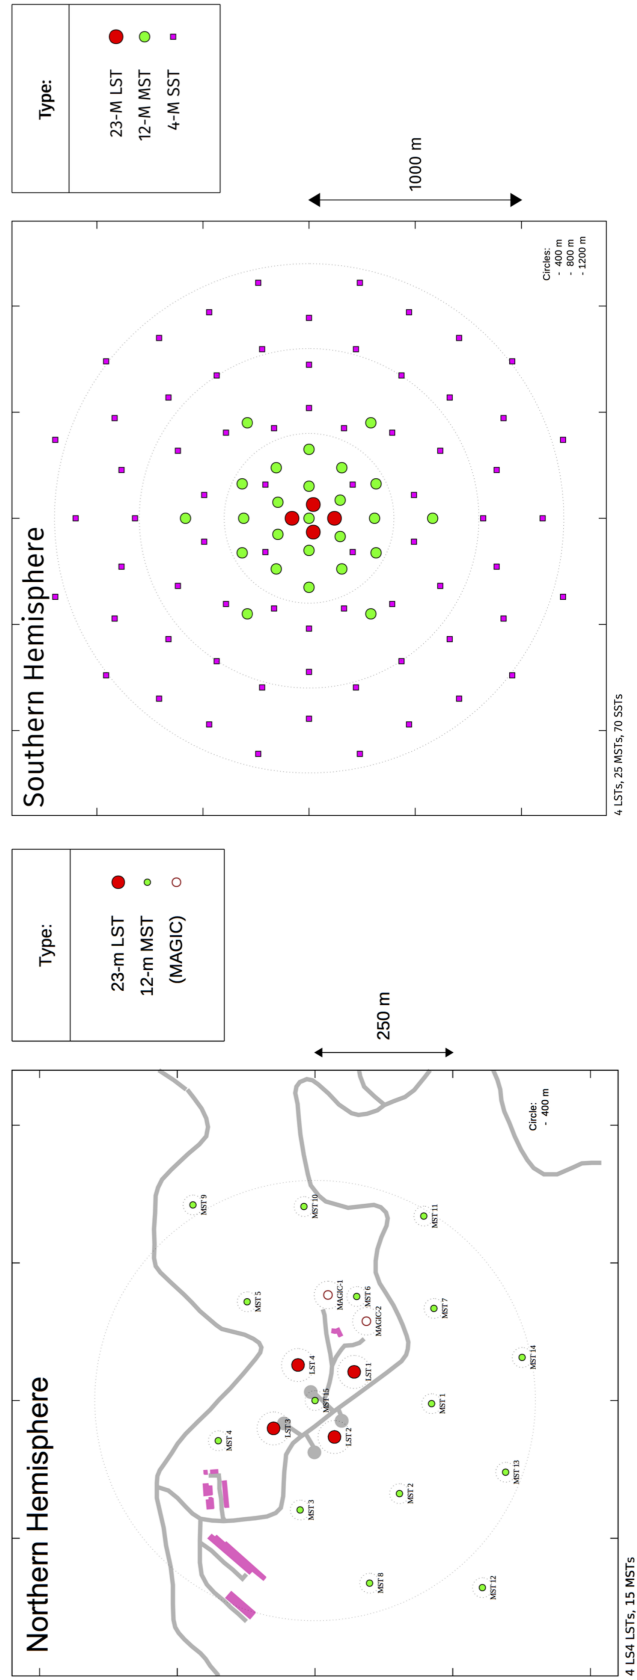 Northern Hemisphere
MST 9
MST 10
MST 11
MST 5
MAGIC-1
MST 6
MAGIC-2
MST 7
LST 4
LST 1
MST 14
MST 15
MST 1
LST 3
LST 2
MST 4
MST 13
MST 2
MST 3
MST 8
MST 12
Circle:
- 400 m
4 LS4 LSTs, 15 MSTs
250 m
Type:
23-m LST
12-m MST
(MAGIC)
Southern Hemisphere
Circles:
- 400 m
- 800 m
- 1200 m
4 LSTs, 25 MSTs, 70 SSTs
1000 m
Type:
23-M LST
12-M MST
4-M SST